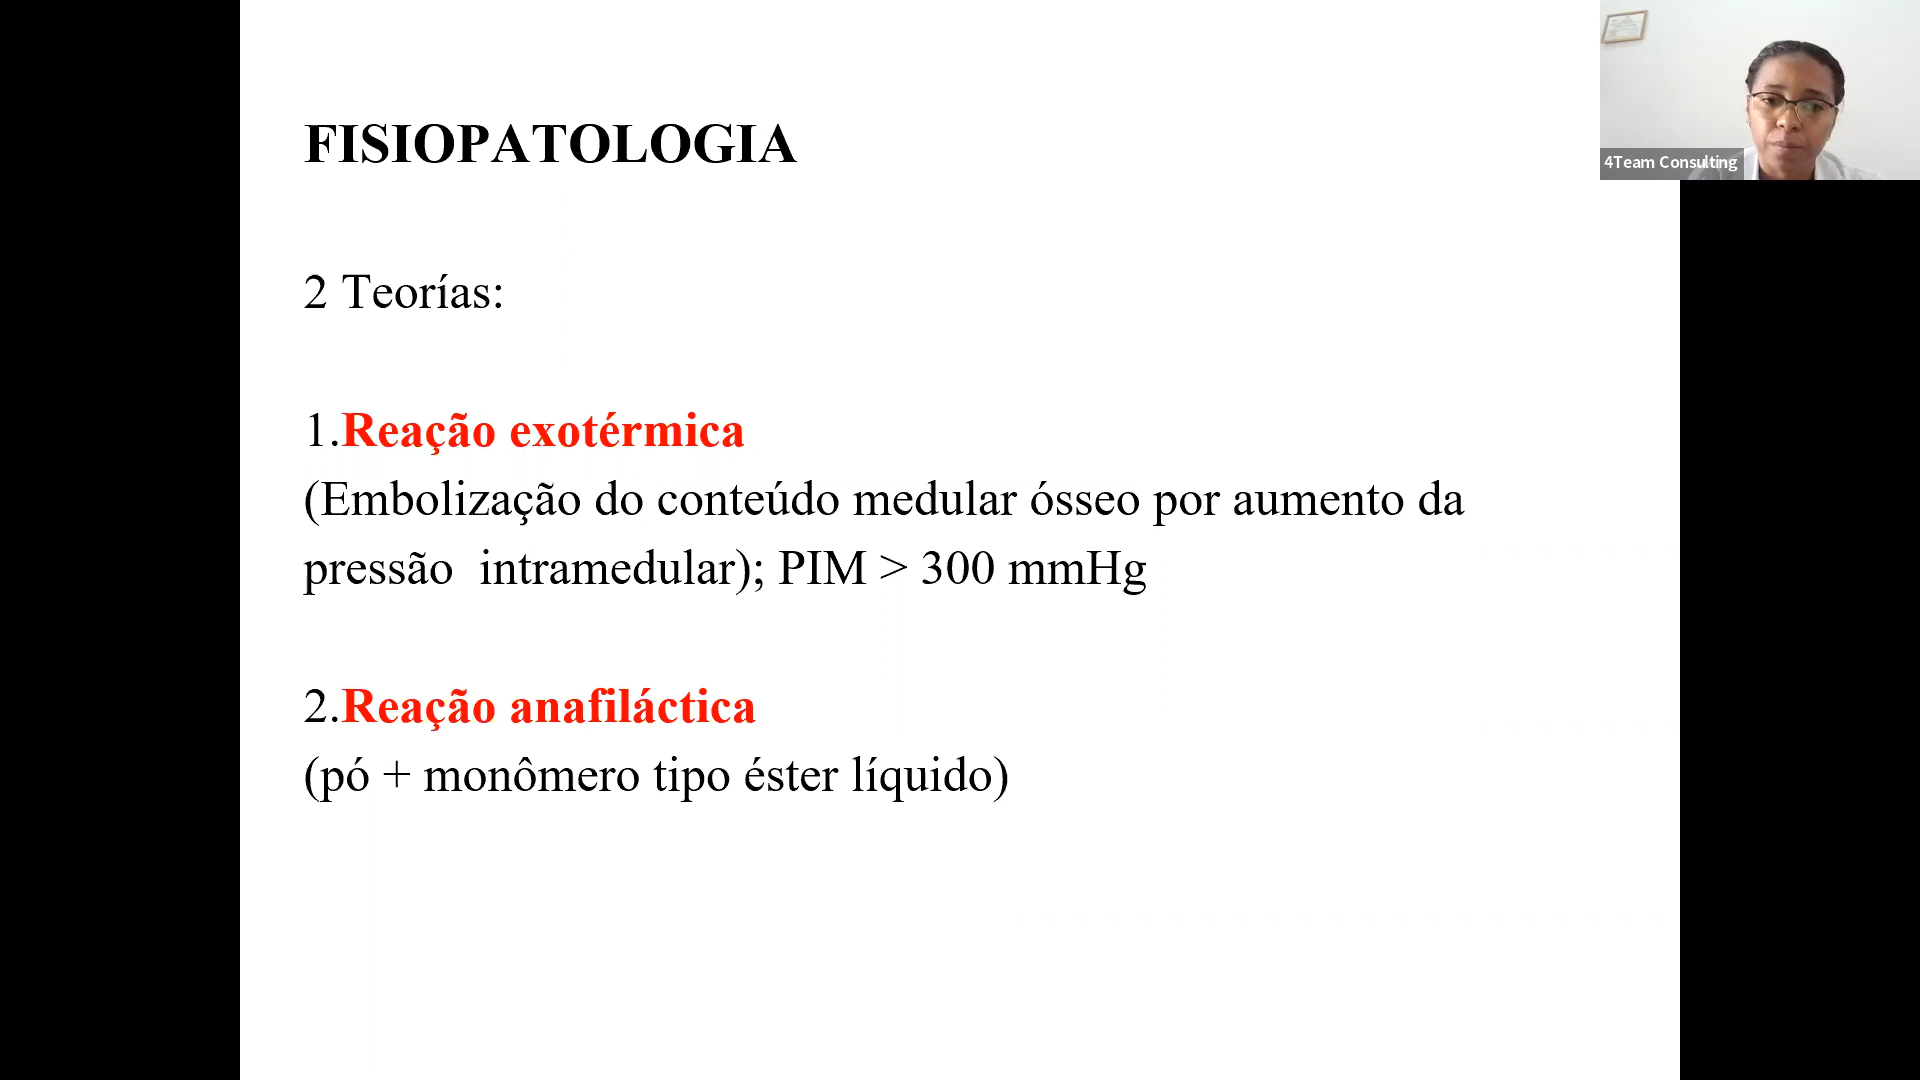 FISIOPATOLOGIA
2 Teorías:
1.Reação exotérmica
(Embolização do conteúdo medular ósseo por aumento da
pressão intramedular); PIM > 300 mmHg
2.Reação anafiláctica
(pó + monômero tipo éster líquido)
4Team Consulting